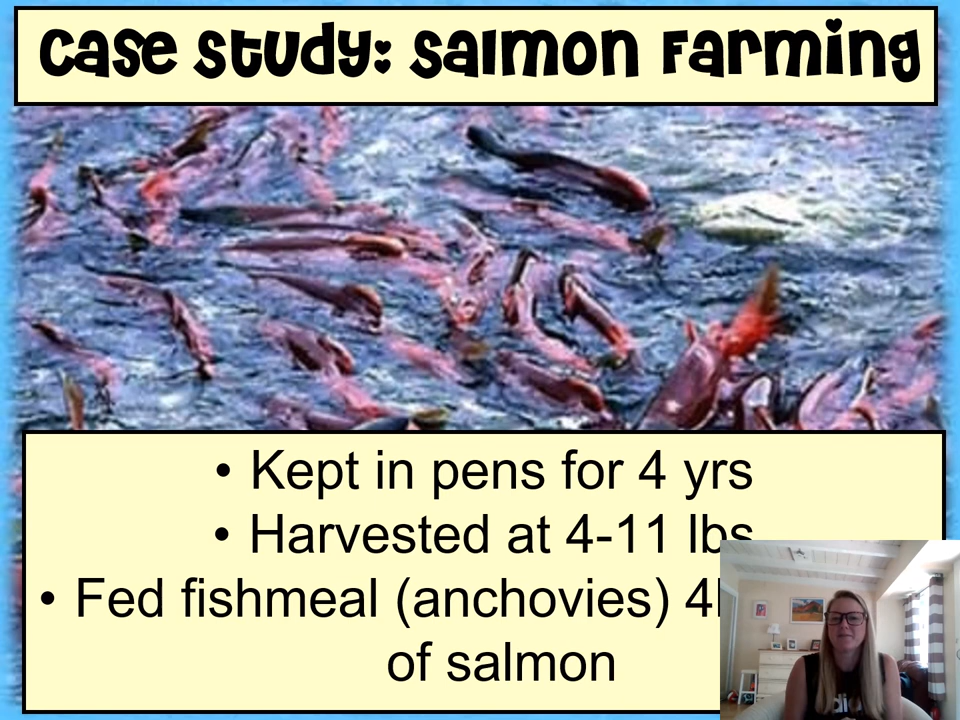 Case Study: Salmon Farming
• Kept in pens for 4 yrs
• Harvested at 4-11 lbs
• Fed fishmeal (anchovies)
of salmon